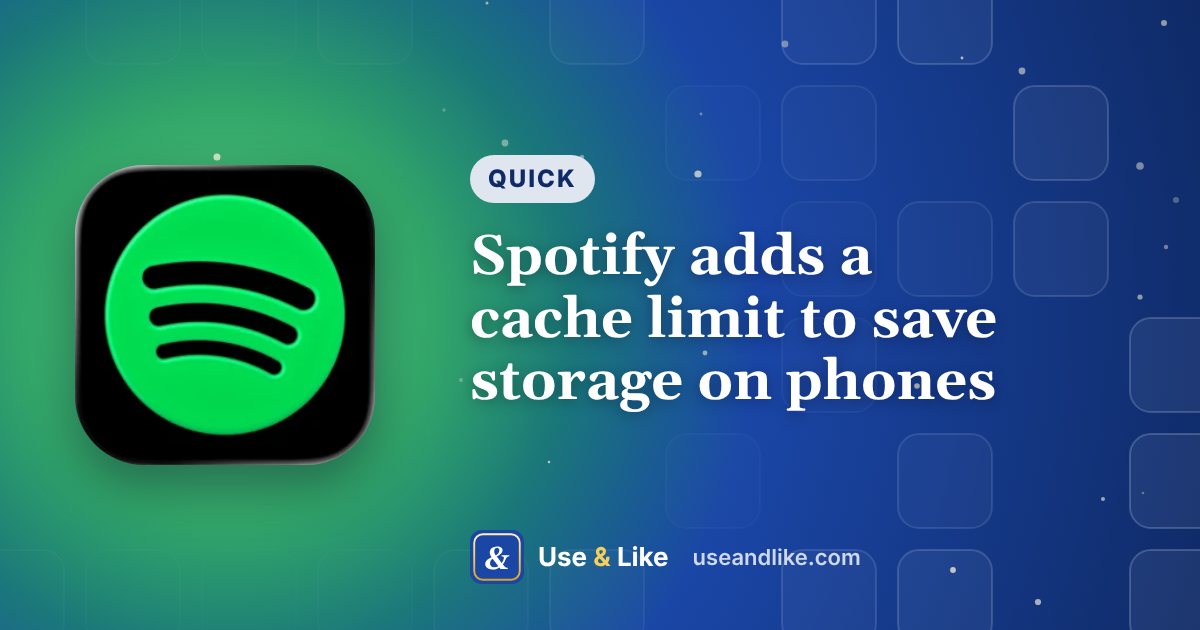 QUICK
Spotify adds a
cache limit to save
storage on phones
& Use & Like useandlike.com